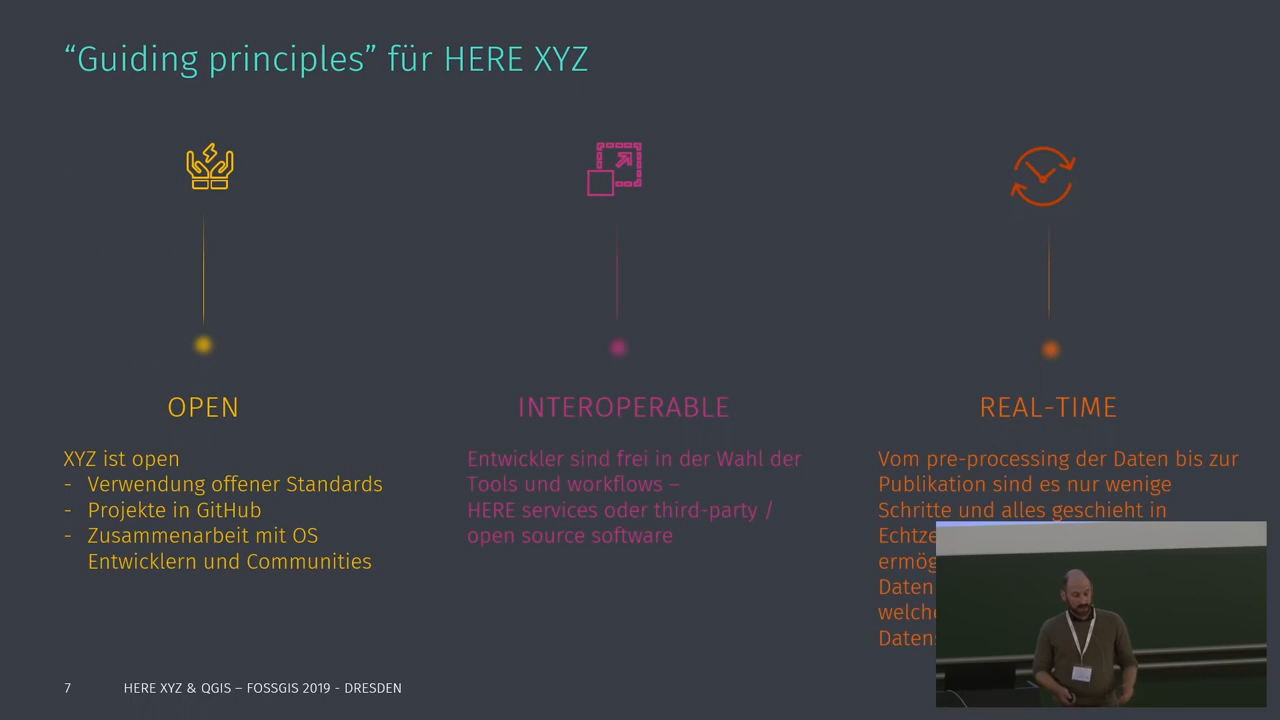 “Guiding principles” für HERE XYZ
OPEN
XYZ ist open
- Verwendung offener Standards
- Projekte in GitHub
- Zusammenarbeit mit OS
Entwicklern und Communities
INTEROPERABLE
Entwickler sind frei in der Wahl der
Tools und workflows –
HERE services oder third-party /
open source software
REAL-TIME
Vom pre-processing der Daten bis zur
Publikation sind es nur wenige
Schritte und alles geschieht in
Daten
7 HERE XYZ & QGIS – FOSSGIS 2019 - DRESDEN